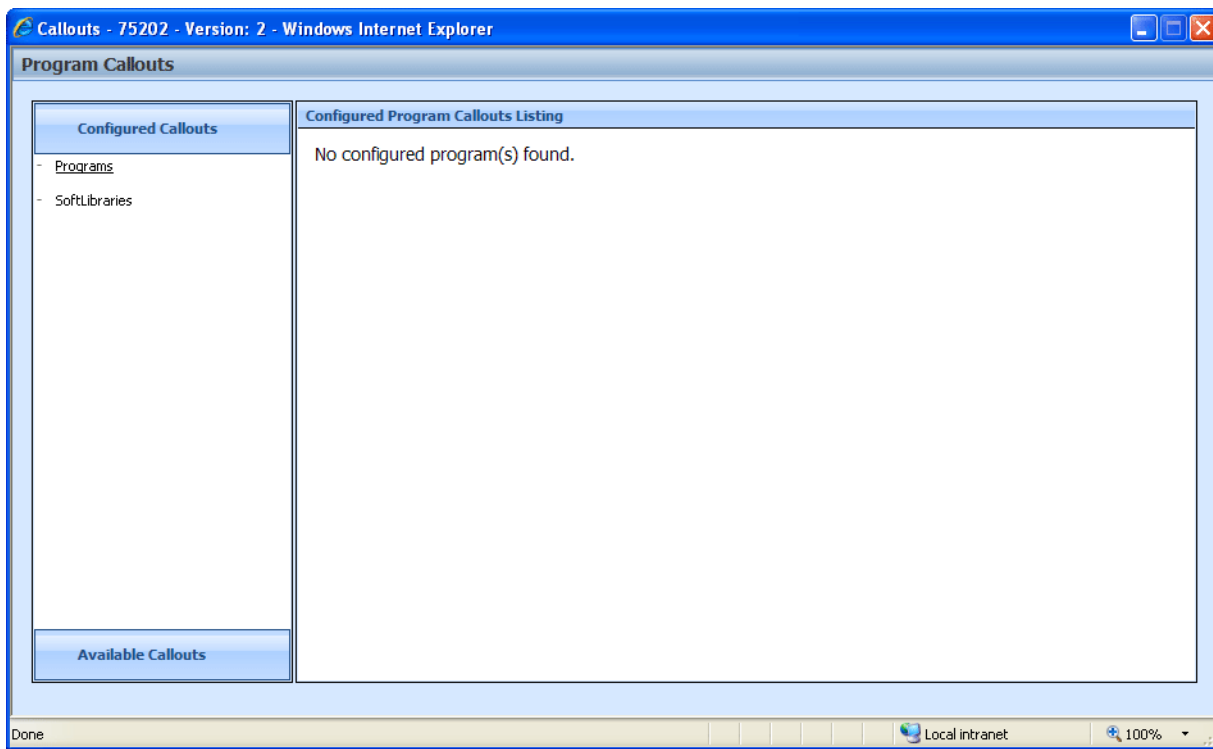 Callouts - 75202 - Version: 2 - Windows Internet Explorer
Program Callouts
Configured Callouts
- Programs
- SoftLibraries
Available Callouts
Configured Program Callouts Listing
No configured program(s) found.
Done
Local intranet
100%